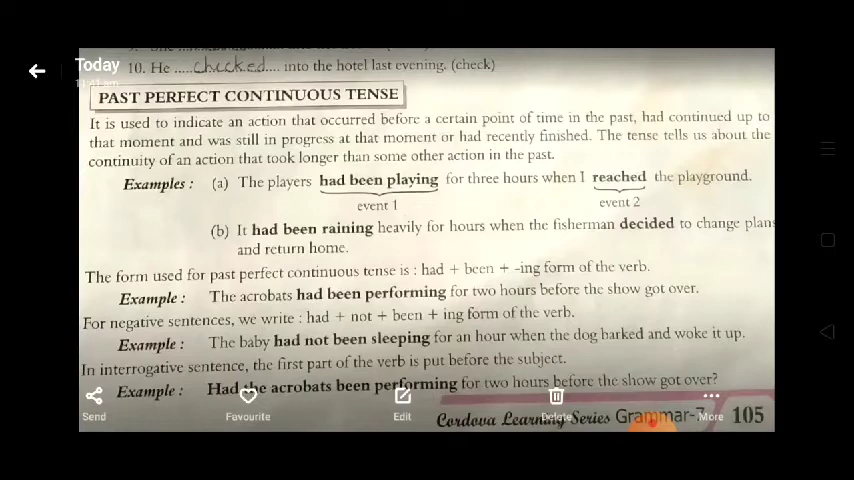 Today
11:41 am
10. He .....checked.... into the hotel last evening. (check)
PAST PERFECT CONTINUOUS TENSE
It is used to indicate an action that occurred before a certain point of time in the past, had continued up to
that moment and was still in progress at that moment or had recently finished. The tense tells us about the
continuity of an action that took longer than some other action in the past.
Examples : (a) The players had been playing for three hours when I reached the playground.
event 1 event 2
(b) It had been raining heavily for hours when the fisherman decided to change plans
and return home.
The form used for past perfect continuous tense is : had + been + -ing form of the verb.
Example : The acrobats had been performing for two hours before the show got over.
For negative sentences, we write : had + not + been + ing form of the verb.
Example : The baby had not been sleeping for an hour when the dog barked and woke it up.
In interrogative sentence, the first part of the verb is put before the subject.
Example : Had the acrobats been performing for two hours before the show got over?
Send Favourite Edit Delete More
Cordova Learning Series Grammar-7 105